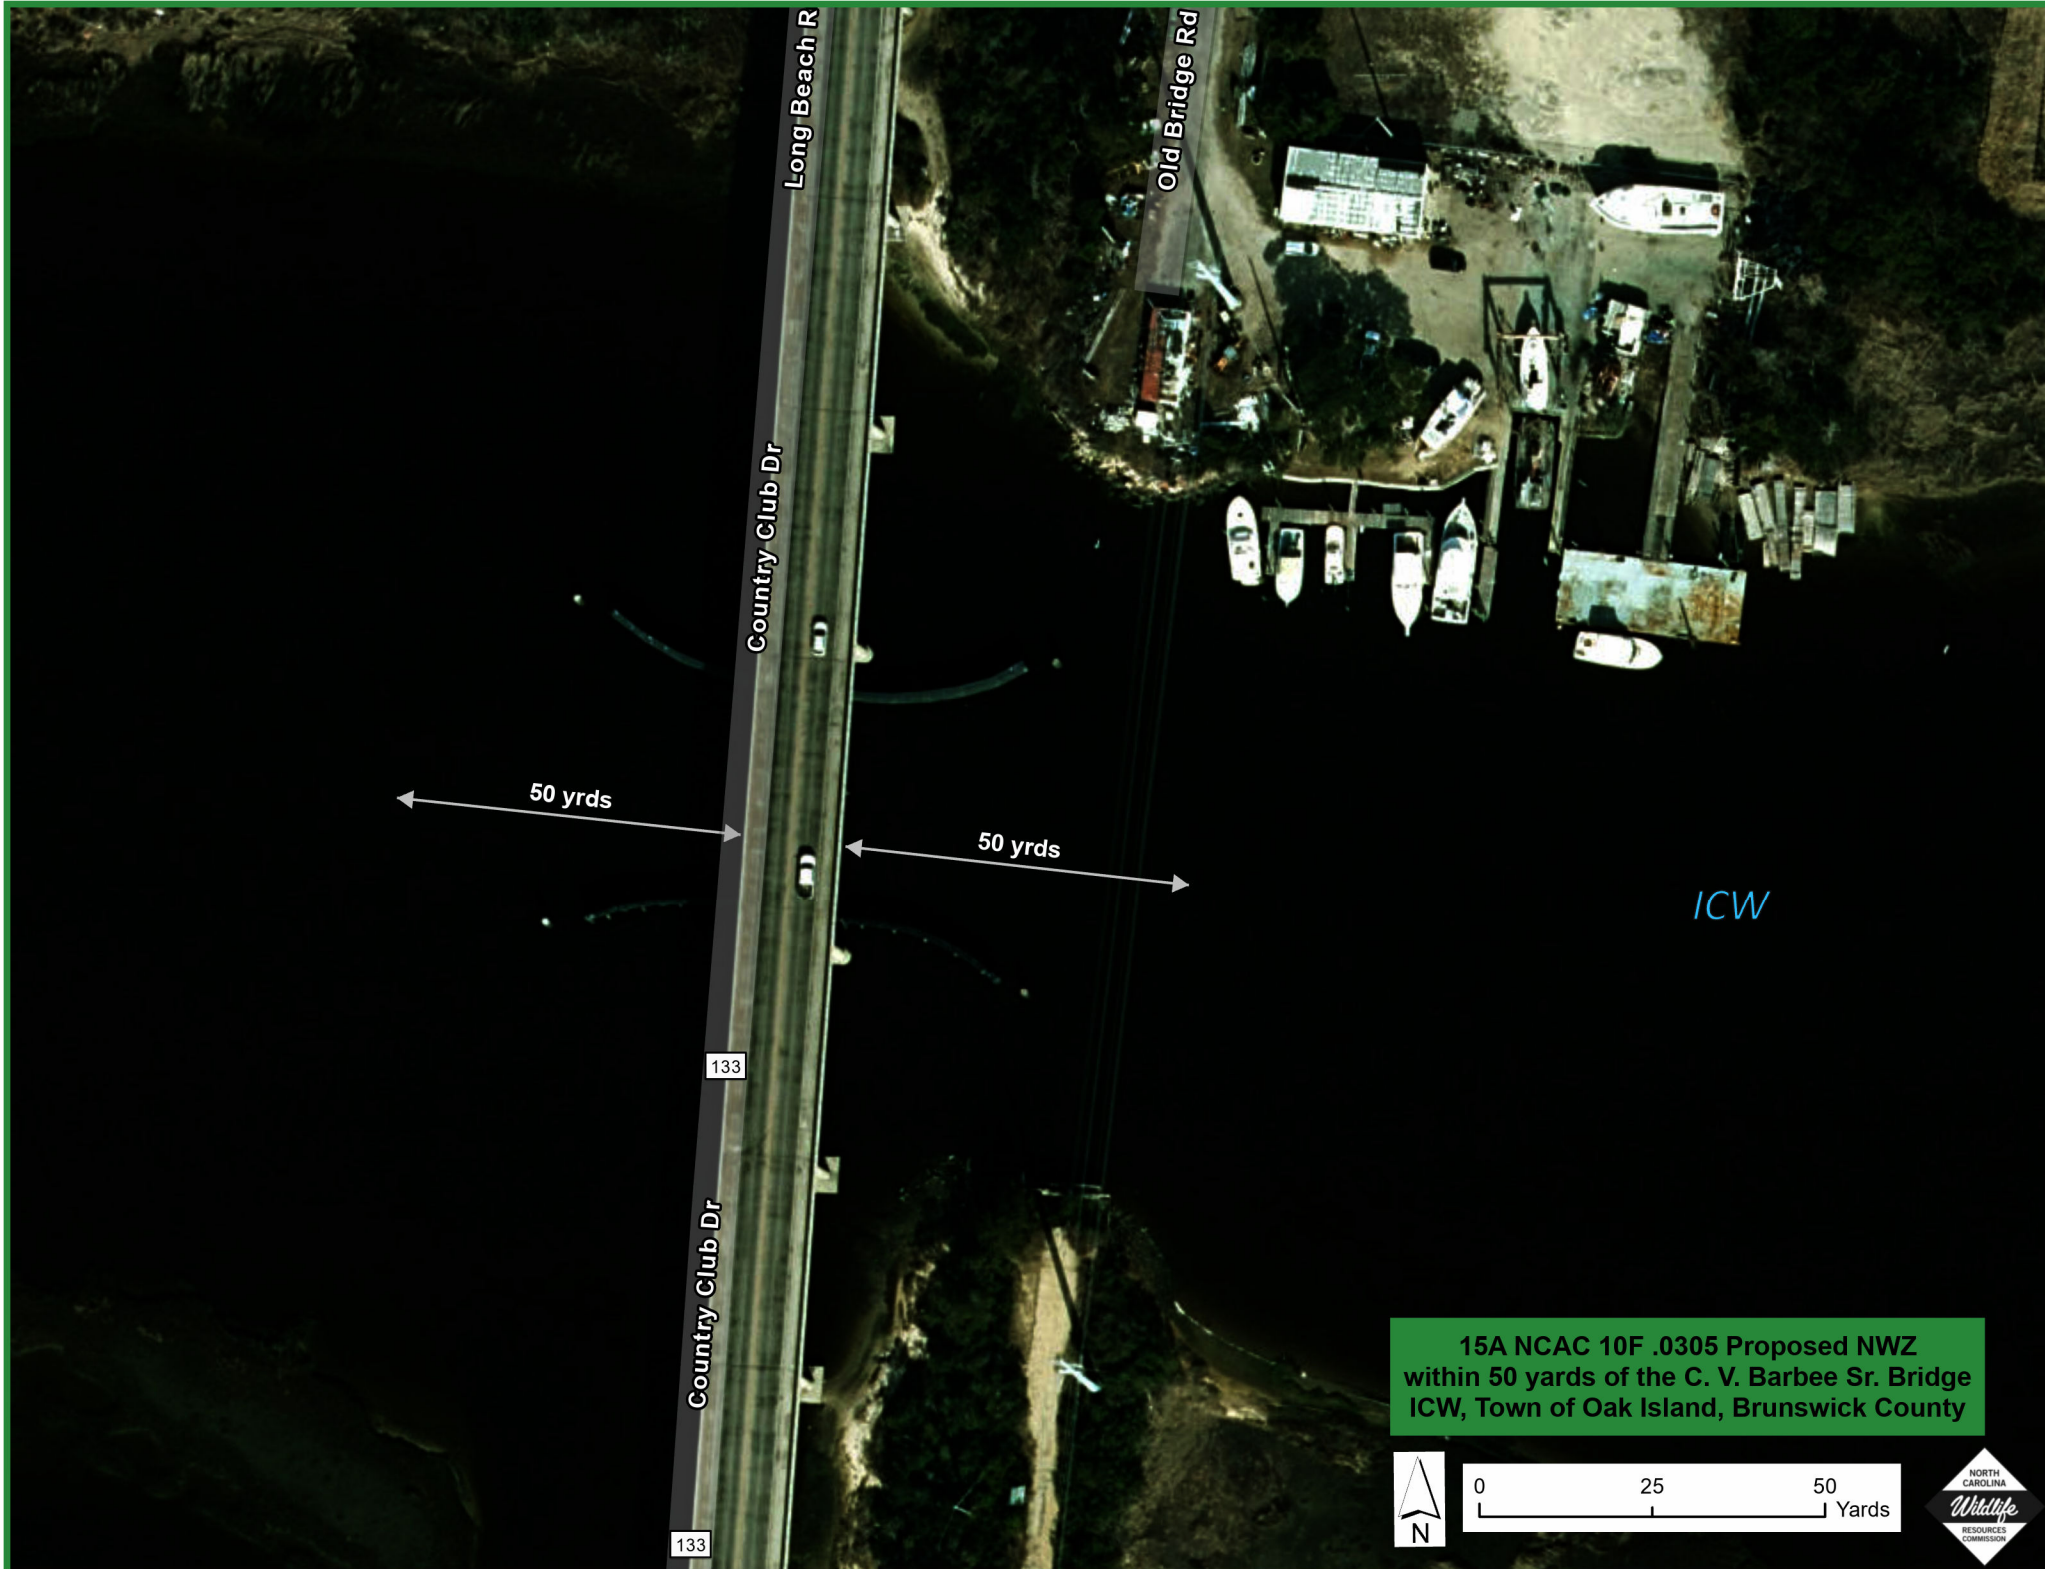 Long Beach R
Old Bridge Rd
Country Club Dr
50 yrds
50 yrds
ICW
133
Country Club Dr
133
15A NCAC 10F .0305 Proposed NWZ
within 50 yards of the C. V. Barbee Sr. Bridge
ICW, Town of Oak Island, Brunswick County
N
0 25 50
Yards
NORTH
CAROLINA
Wildlife
RESOURCES
COMMISSION